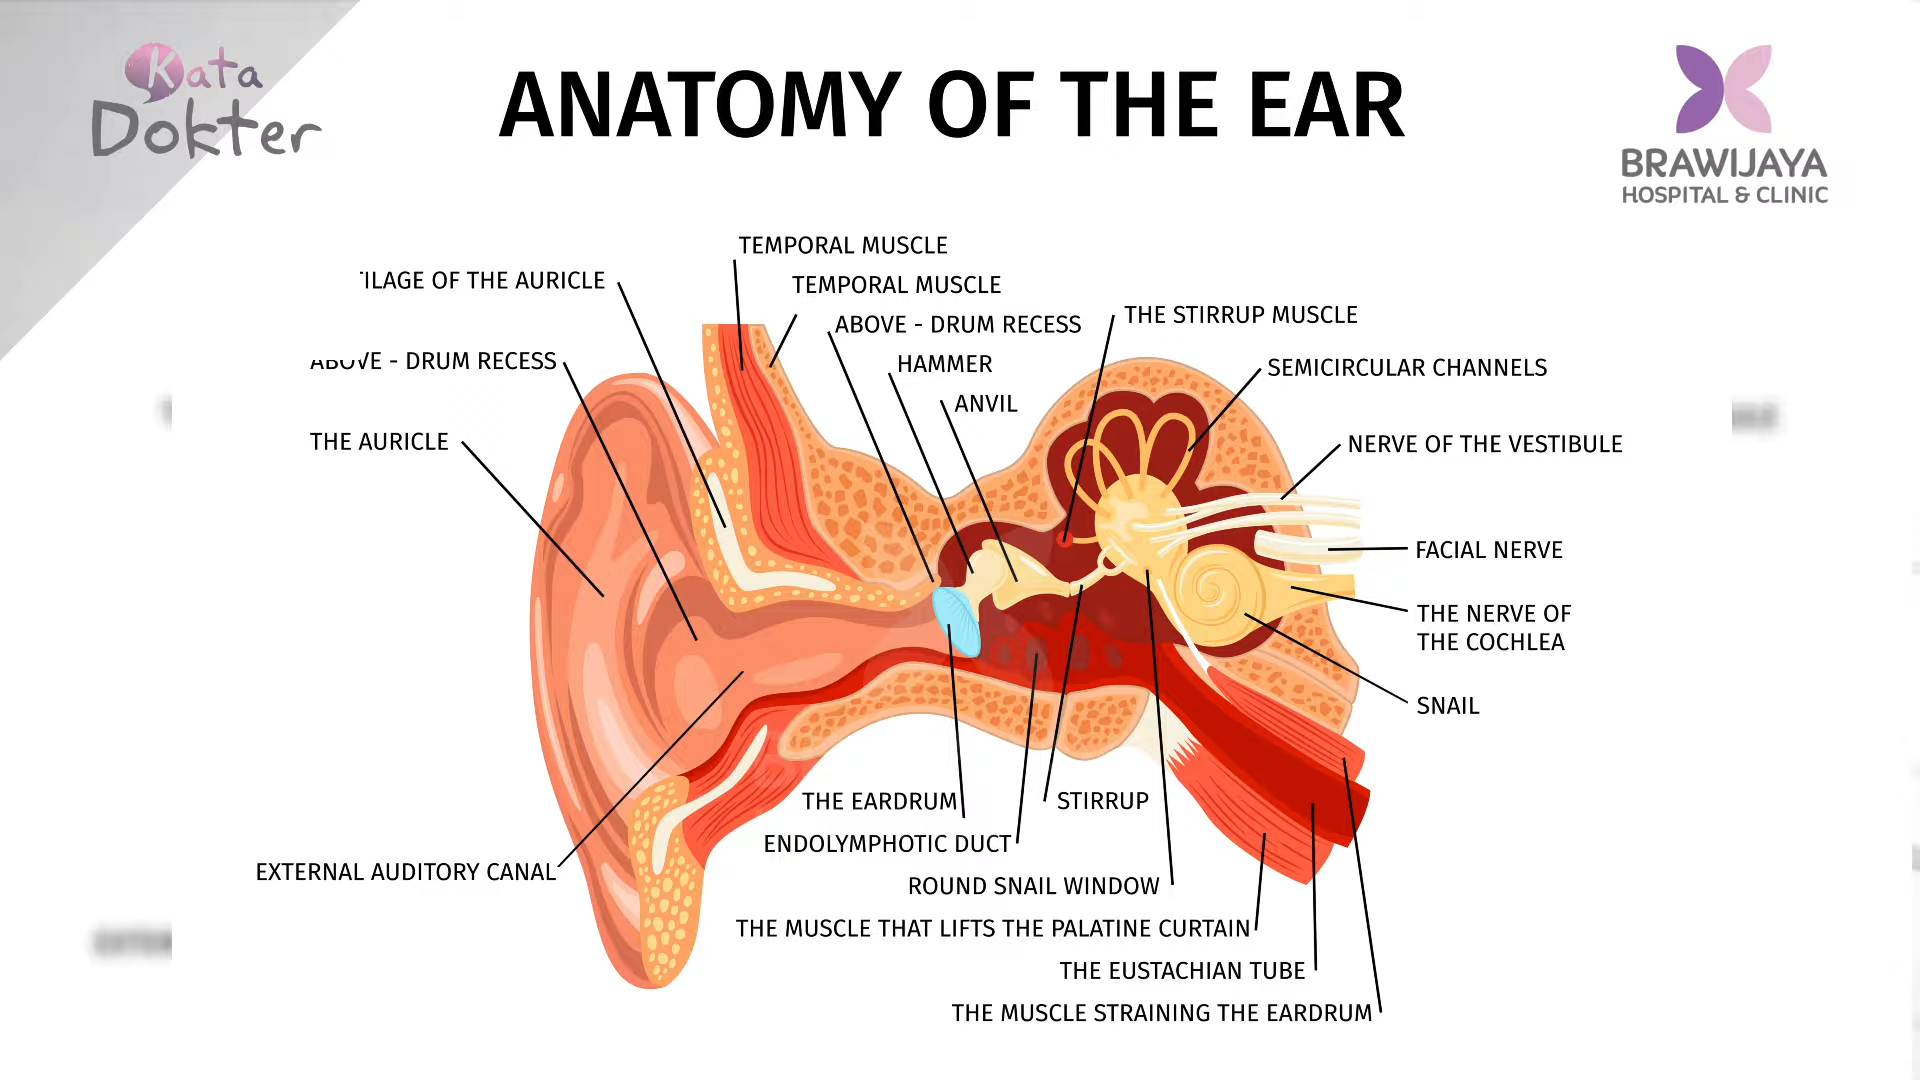 Kata
Dokter
ANATOMY OF THE EAR
BRAWIJAYA
HOSPITAL & CLINIC
TEMPORAL MUSCLE
ILAGE OF THE AURICLE
TEMPORAL MUSCLE
THE STIRRUP MUSCLE
ABOVE - DRUM RECESS
ABOVE - DRUM RECESS
HAMMER
SEMICIRCULAR CHANNELS
ANVIL
THE AURICLE
NERVE OF THE VESTIBULE
FACIAL NERVE
THE NERVE OF
THE COCHLEA
SNAIL
THE EARDRUM
STIRRUP
ENDOLYMPHOTIC DUCT
EXTERNAL AUDITORY CANAL
ROUND SNAIL WINDOW
THE MUSCLE THAT LIFTS THE PALATINE CURTAIN
THE EUSTACHIAN TUBE
THE MUSCLE STRAINING THE EARDRUM